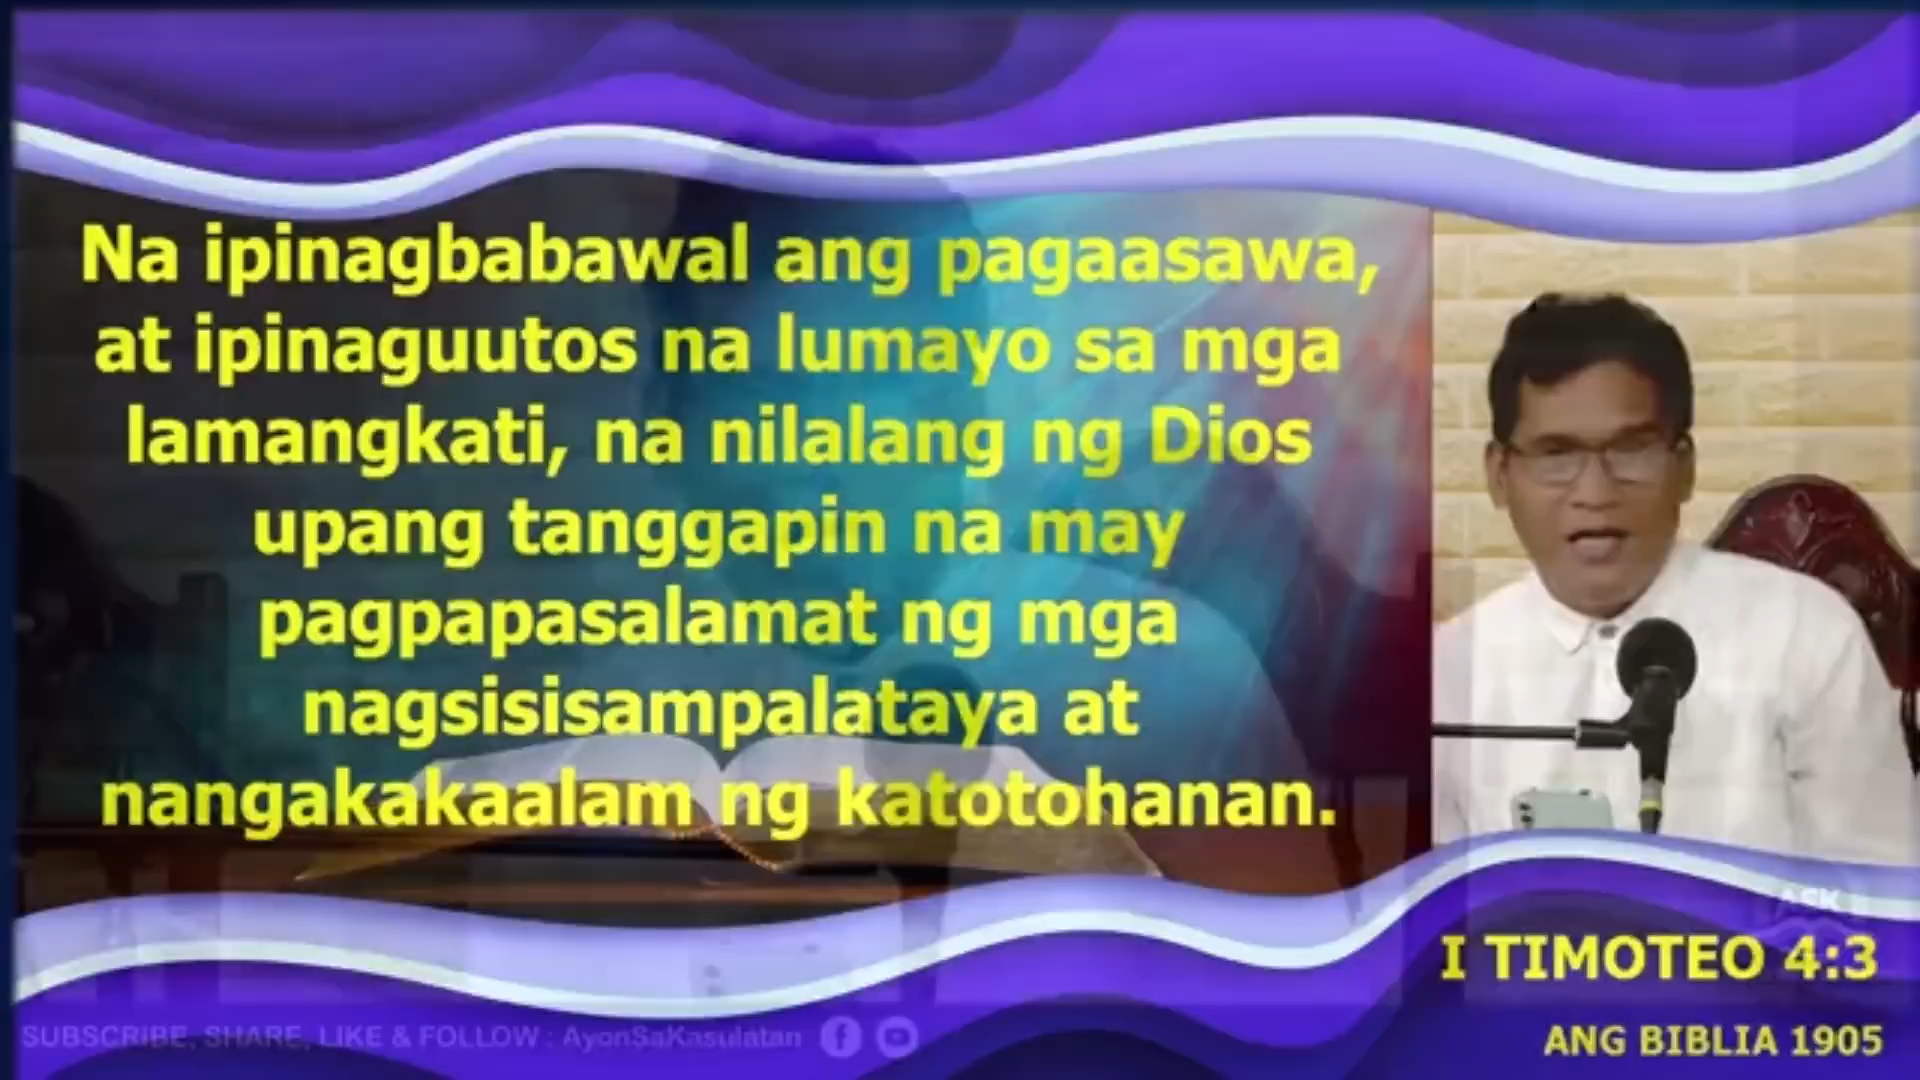 Na ipinagbabawal ang pagaasawa,
at ipinaguutos na lumayo sa mga
lamangkati, na nilalang ng Dios
upang tanggapin na may
pagpapasalamat ng mga
nagsisisampalataya at
nangakakaalam ng katotohanan.
ASK
I TIMOTEO 4:3
SUBSCRIBE, SHARE, LIKE & FOLLOW : AyonSaKasulatan
ANG BIBLIA 1905